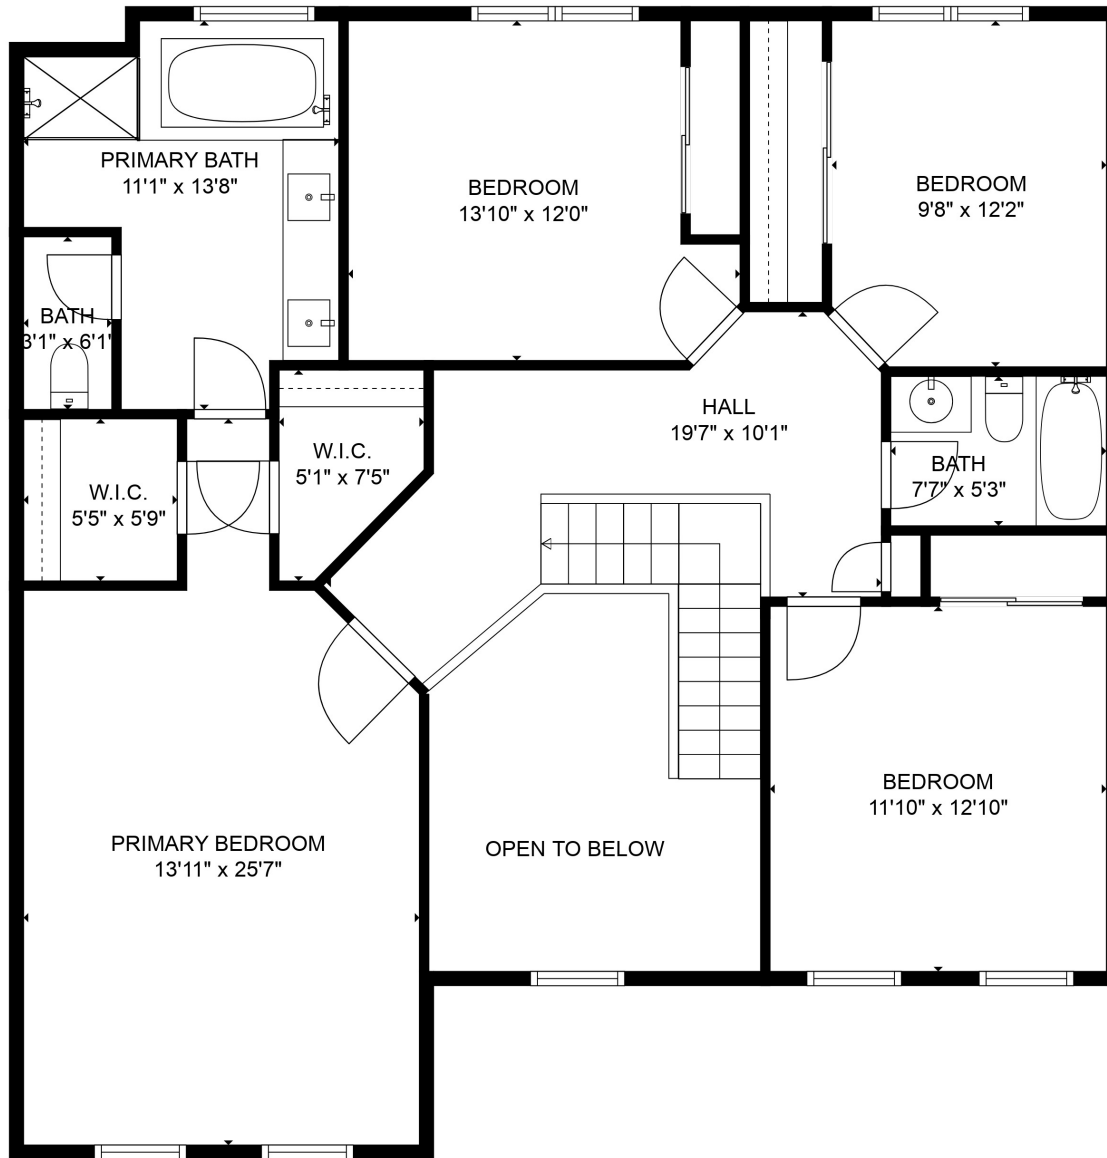 PRIMARY BATH
11'1" x 13'8"
BEDROOM
13'10" x 12'0"
BEDROOM
9'8" x 12'2"
BATH
3'1" x 6'1"
HALL
19'7" x 10'1"
W.I.C.
5'1" x 7'5"
W.I.C.
5'5" x 5'9"
BATH
7'7" x 5'3"
PRIMARY BEDROOM
13'11" x 25'7"
OPEN TO BELOW
BEDROOM
11'10" x 12'10"